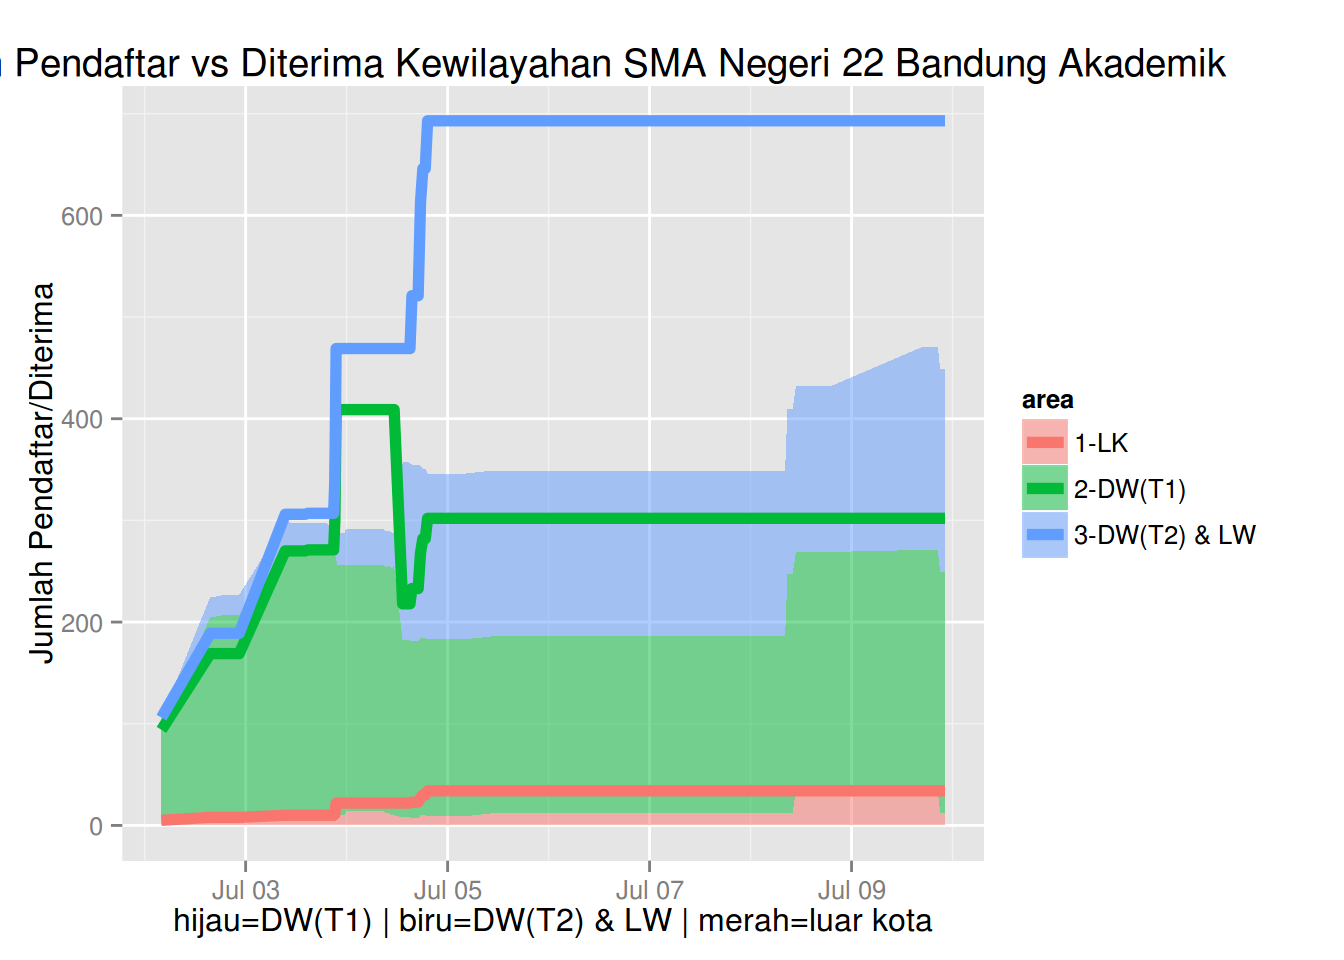 Pendaftar vs Diterima Kewilayahan SMA Negeri 22 Bandung Akademik
Jumlah Pendaftar/Diterima
600
400
200
0
Jul 03
Jul 05
Jul 07
Jul 09
hijau=DW(T1) | biru=DW(T2) & LW | merah=luar kota
area
1-LK
2-DW(T1)
3-DW(T2) & LW